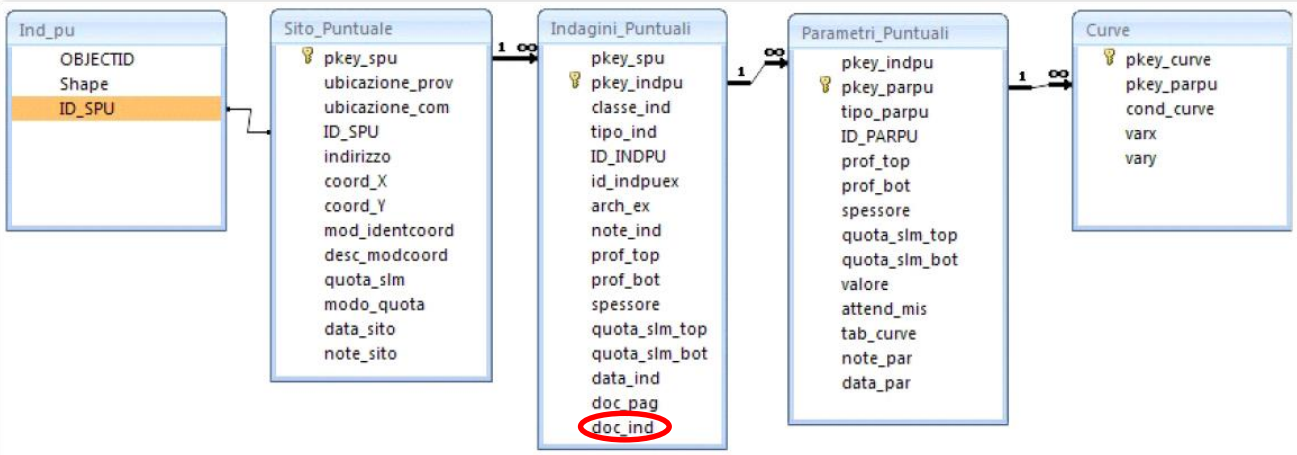 Ind_pu
OBJECTID
Shape
ID_SPU
Sito_Puntuale
pkey_spu
ubicazione_prov
ubicazione_com
ID_SPU
indirizzo
coord_X
coord_Y
mod_identcoord
desc_modcoord
quota_slm
modo_quota
data_sito
note_sito
1 ∞
Indagini_Puntuali
pkey_spu
pkey_indpu
classe_ind
tipo_ind
ID_INDPU
id_indpuex
arch_ex
note_ind
prof_top
prof_bot
spessore
quota_slm_top
quota_slm_bot
data_ind
doc_pag
doc_ind
1 ∞
Parametri_Puntuali
pkey_indpu
pkey_parpu
tipo_parpu
ID_PARPU
prof_top
prof_bot
spessore
quota_slm_top
quota_slm_bot
valore
attend_mis
tab_curve
note_par
data_par
1 ∞
Curve
pkey_curve
pkey_parpu
cond_curve
varx
vary